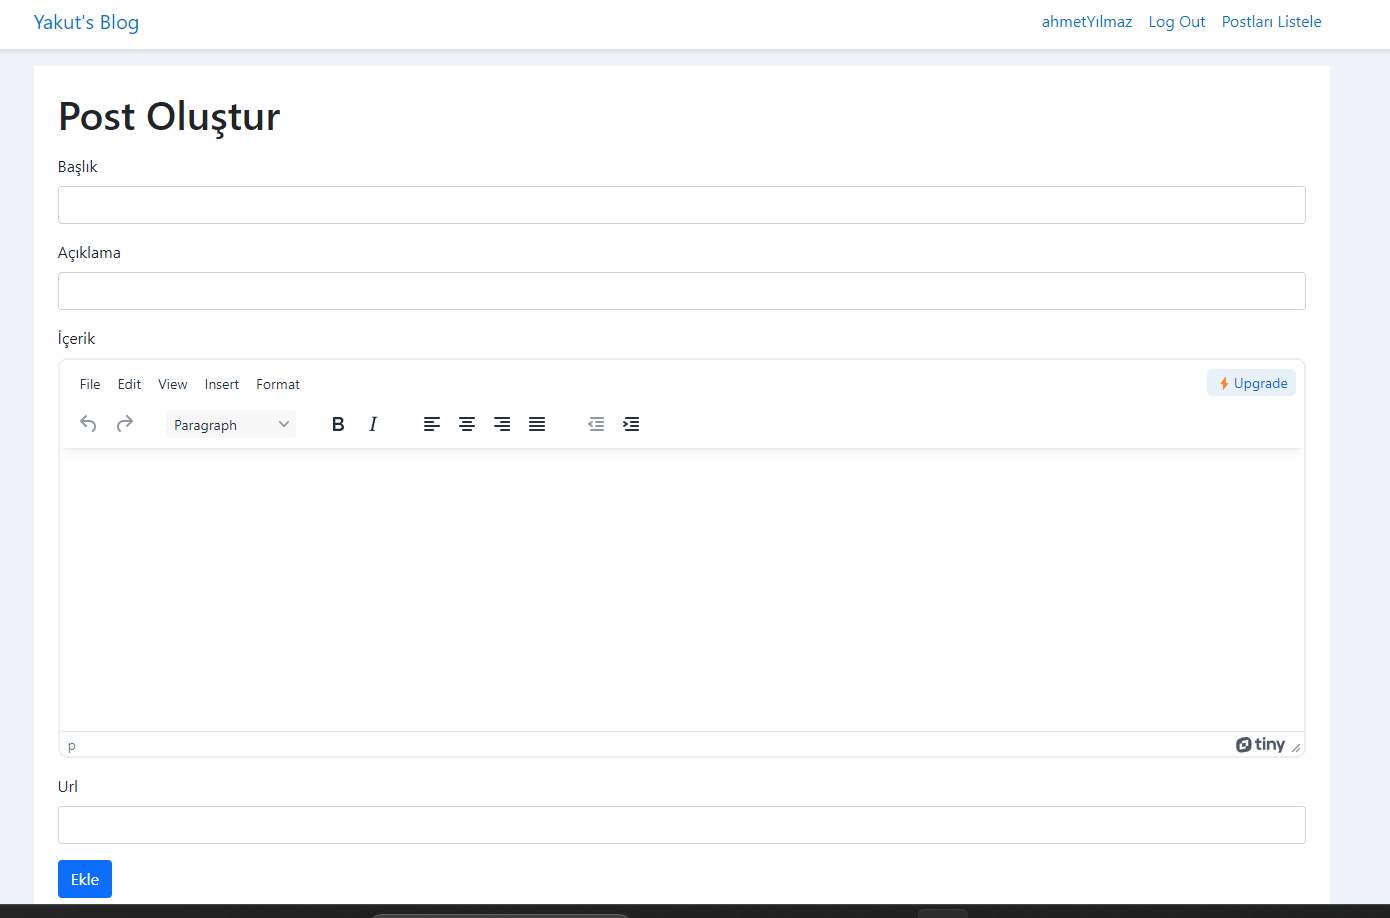 Yakut's Blog ahmetYılmaz Log Out Postları Listele
Post Oluştur
Başlık
Açıklama
İçerik
File Edit View Insert Format Upgrade
Paragraph B I
p tiny
Url
Ekle